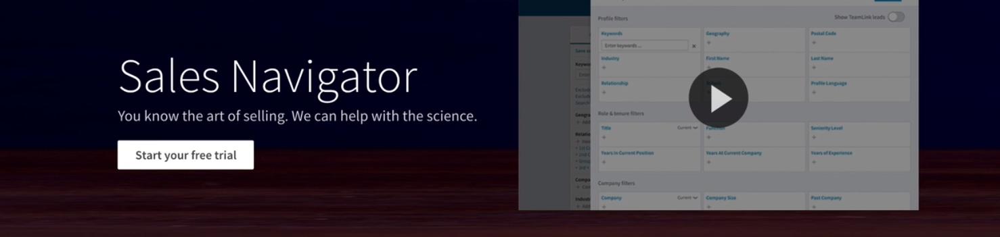 Sales Navigator
You know the art of selling. We can help with the science.
Start your free trial
Profile filters
Show TeamLink leads
Keywords
Geography
Postal Code
Enter keywords ...
Industry
First Name
Last Name
Relationship
Profile Language
Role & tenure filters
Title
Current
Function
Seniority Level
Years in Current Position
Years At Current Company
Years of Experience
Company filters
Company
Current
Company Size
Past Company